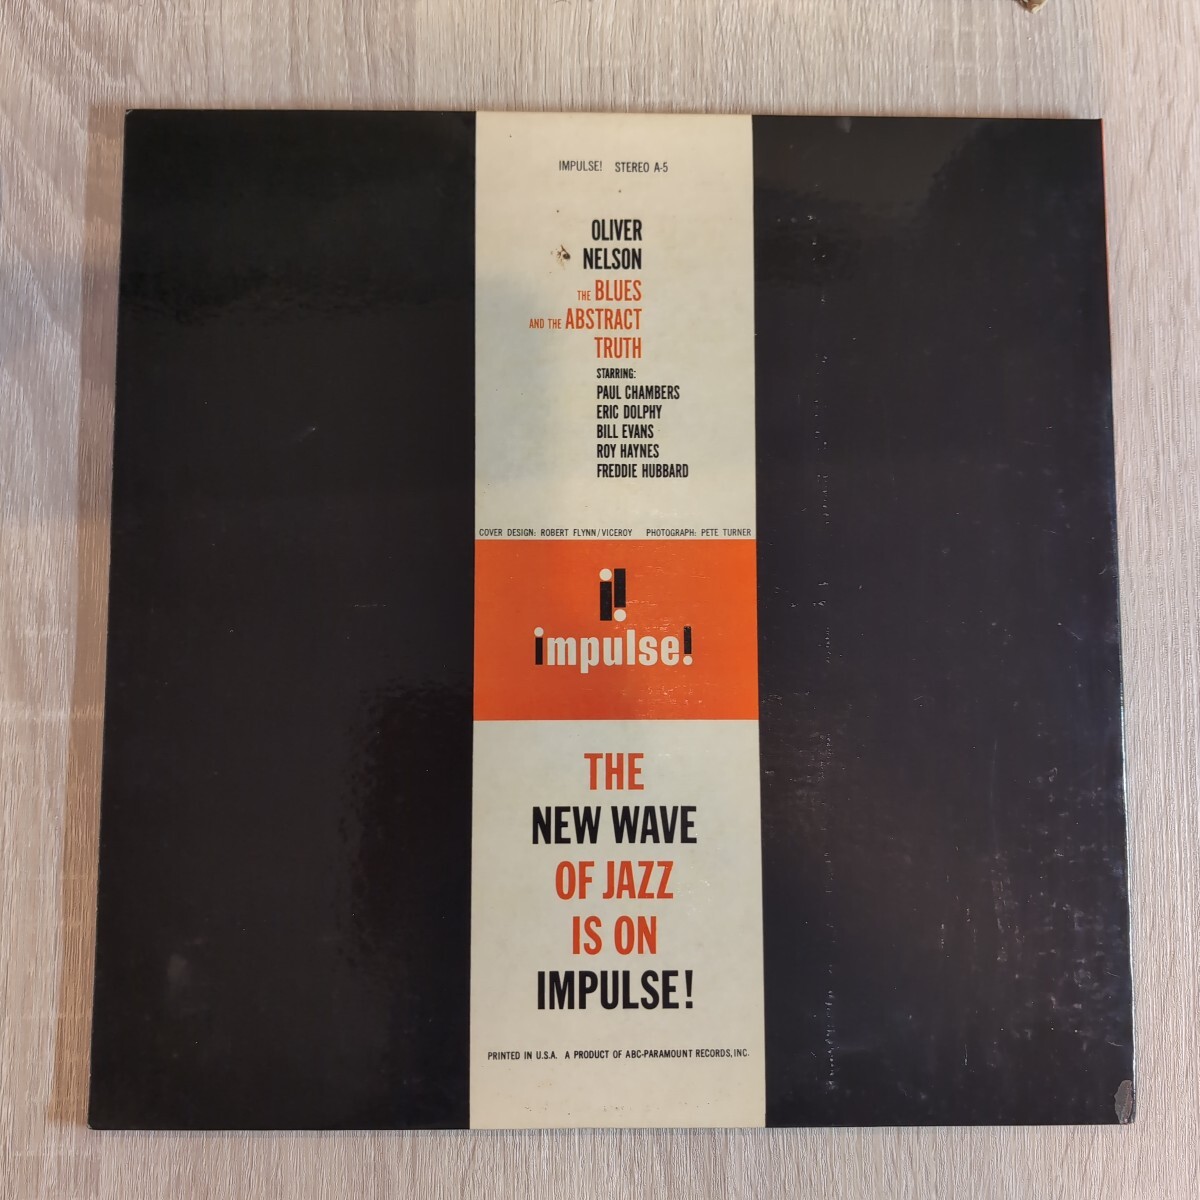 IMPULSE! STEREO A-5
OLIVER
NELSON
THE BLUES
AND THE ABSTRACT
TRUTH
STARRING:
PAUL CHAMBERS
ERIC DOLPHY
BILL EVANS
ROY HAYNES
FREDDIE HUBBARD
COVER DESIGN: ROBERT FLYNN/VICEROY PHOTOGRAPH: PETE TURNER
i!
impulse!
THE
NEW WAVE
OF JAZZ
IS ON
IMPULSE!
PRINTED IN U.S.A. A PRODUCT OF ABC-PARAMOUNT RECORDS, INC.